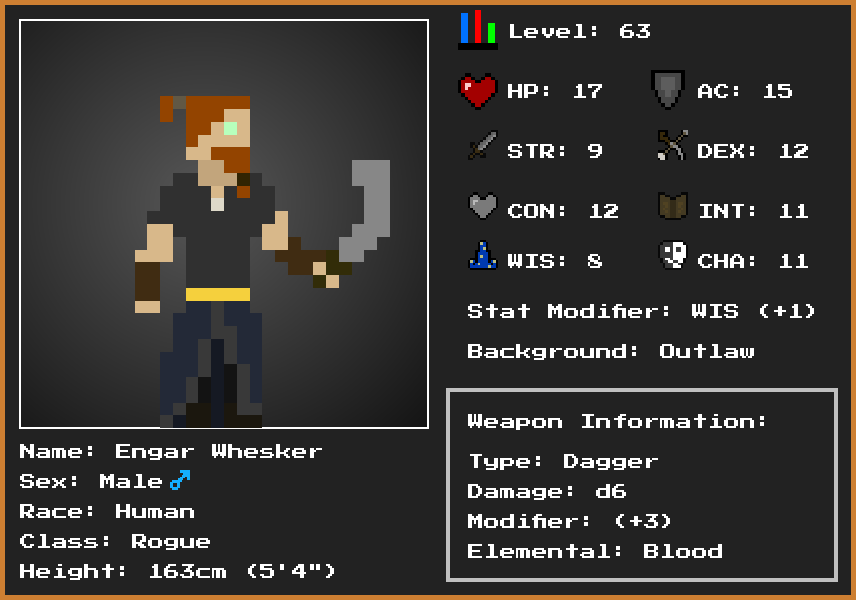 Level: 63
HP: 17
AC: 15
STR: 9
DEX: 12
CON: 12
INT: 11
WIS: 8
CHA: 11
Stat Modifier: WIS (+1)
Background: Outlaw
Weapon Information:
Type: Dagger
Damage: d6
Modifier: (+3)
Elemental: Blood
Name: Engar Whesker
Sex: Male♂
Race: Human
Class: Rogue
Height: 163cm (5'4")